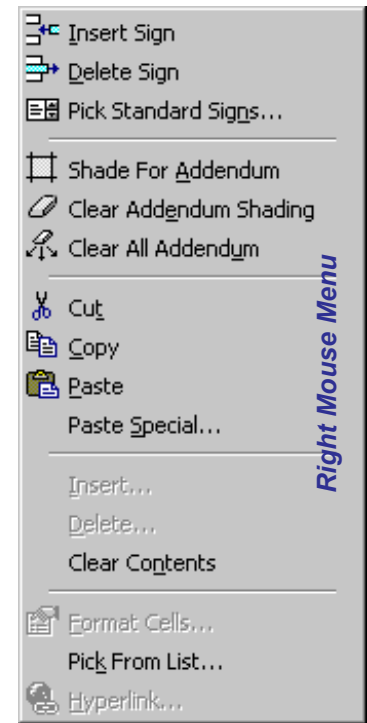 Insert Sign
Delete Sign
Pick Standard Signs...
Shade For Addendum
Clear Addendum Shading
Clear All Addendum
Cut
Copy
Paste
Paste Special...
Insert...
Delete...
Clear Contents
Format Cells...
Pick From List...
Hyperlink...
Right Mouse Menu